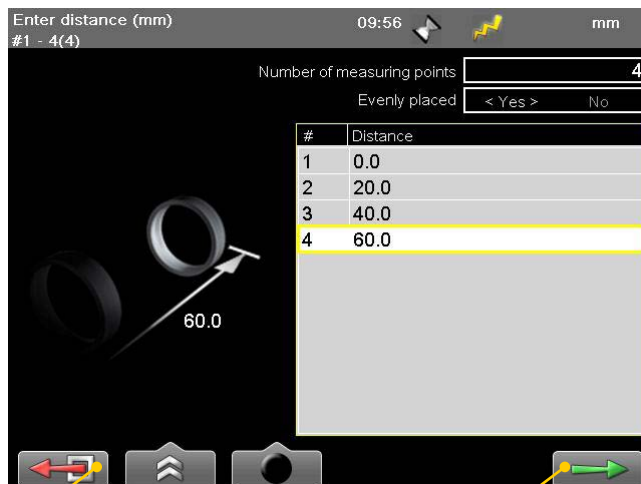 Enter distance (mm) 09:56 mm
#1 - 4(4)
Number of measuring points 4
Evenly placed < Yes > No
# Distance
1 0.0
2 20.0
3 40.0
4 60.0
60.0